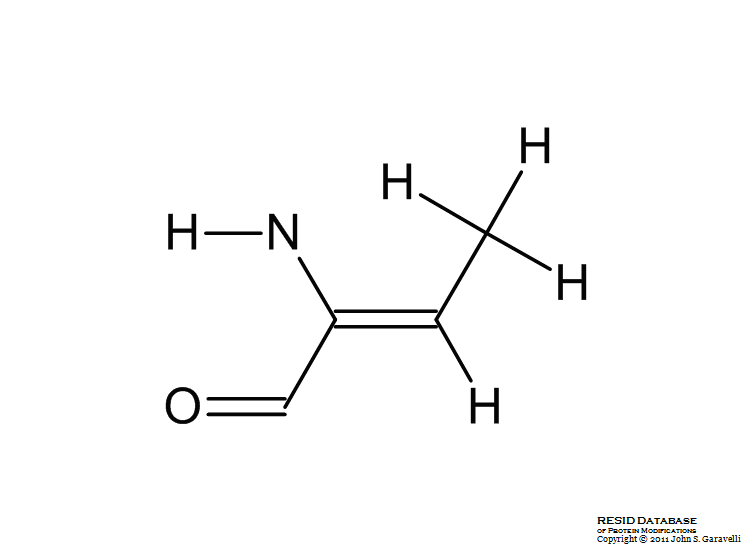 H
H
H N
H
O H
RESID DATABASE
OF PROTEIN MODIFICATIONS
Copyright © 2011 John S. Garavelli